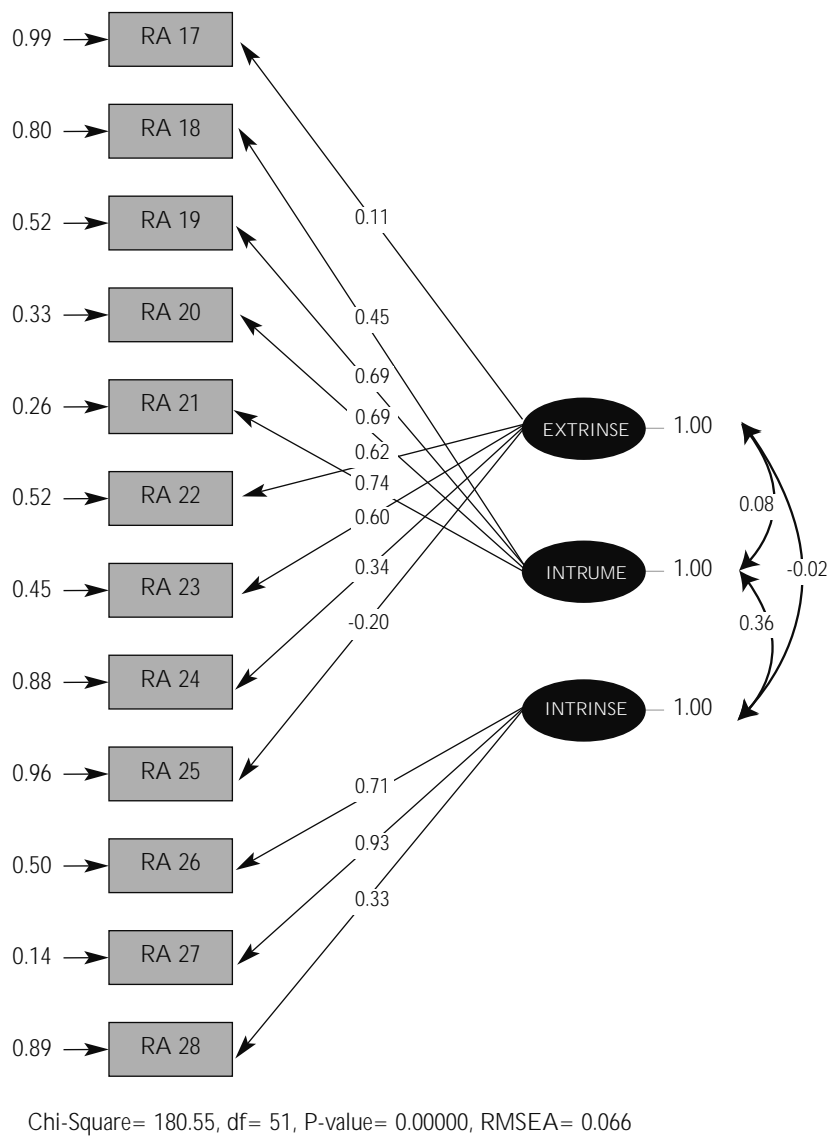 0.99 RA 17
0.80 RA 18
0.11
0.52 RA 19
0.33 RA 20
0.45
0.69
0.26 RA 21
0.69
EXTRINSE 1.00
0.62
0.74
0.52 RA 22
0.08
0.60
0.34
INTRUME 1.00
-0.02
0.45 RA 23
-0.20
0.36
0.88 RA 24
INTRINSE 1.00
0.96 RA 25
0.71
0.93
0.50 RA 26
0.33
0.14 RA 27
0.89 RA 28
Chi-Square= 180.55, df= 51, P-value= 0.00000, RMSEA= 0.066